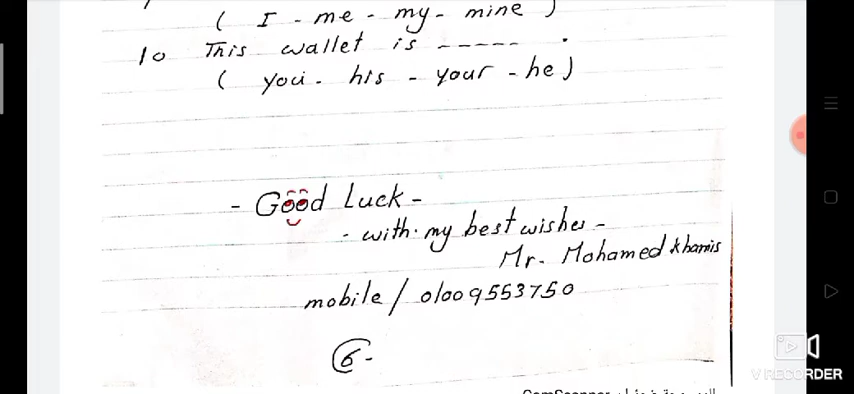 ( I - me - my - mine )
10 This wallet is ----- .
( you - his - your - he )
- Good Luck -
- with my best wishes -
Mr. Mohamed Khamis
mobile / 01009553750
6 -
V RECORDER